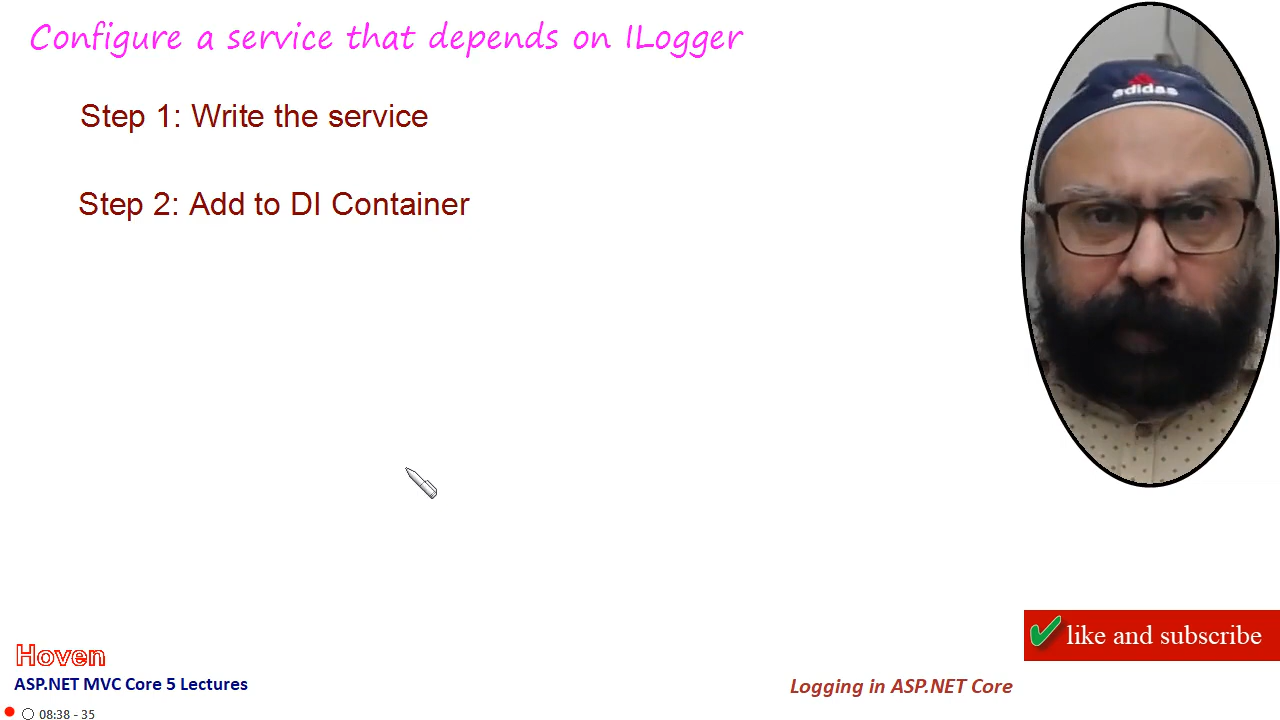 Configure a service that depends on ILogger
adidas
Step 1: Write the service
Step 2: Add to DI Container
like and subscribe
Hoven
ASP.NET MVC Core 5 Lectures
Logging in ASP.NET Core
08:38 - 35